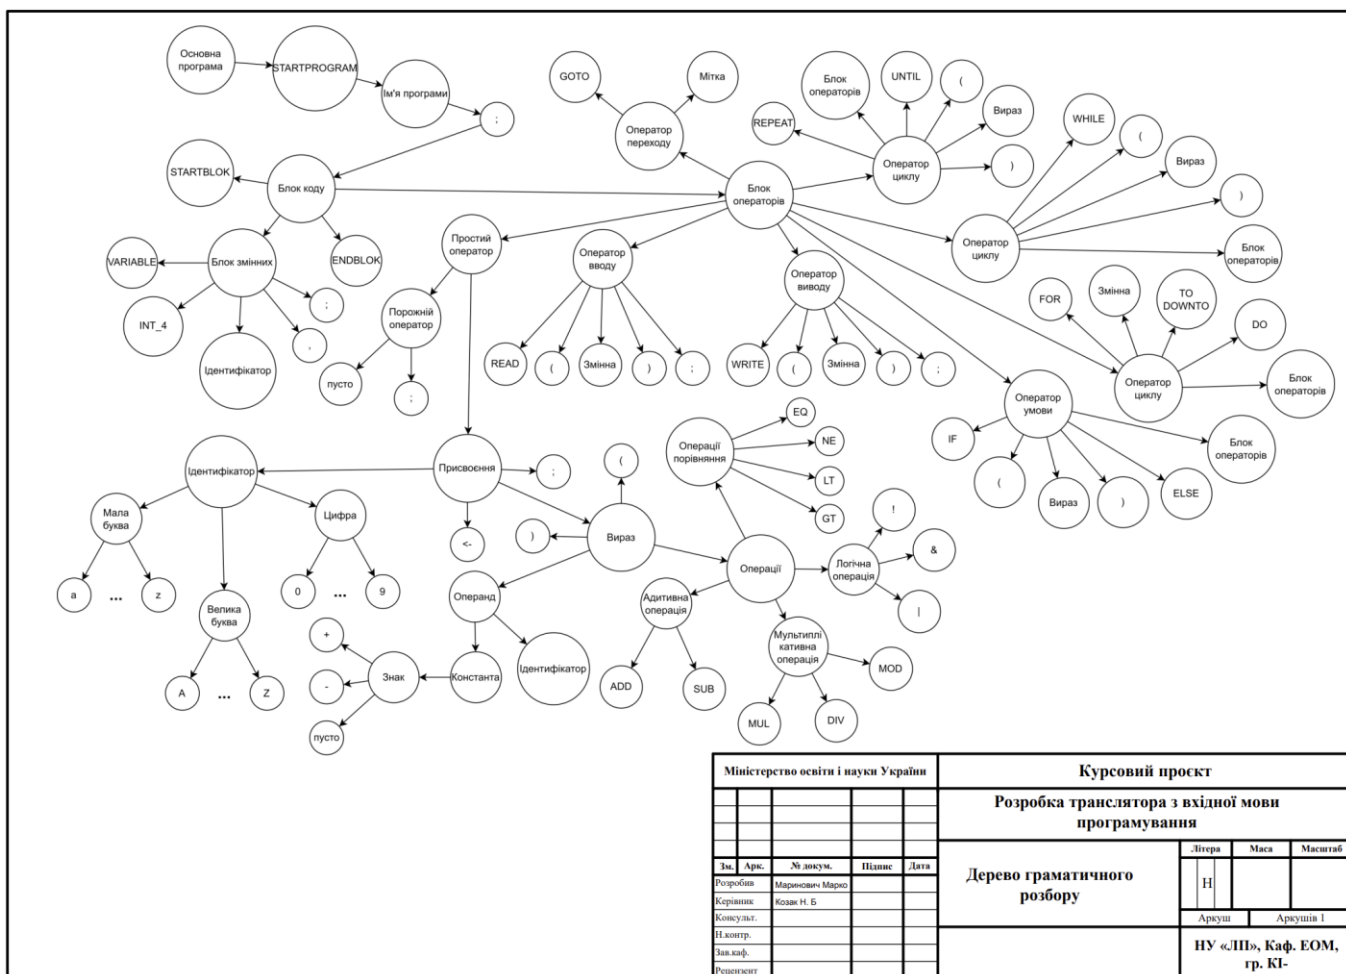 Основна
програма
STARTPROGRAM
Ім'я програми
;
STARTBLOK
Блок коду
VARIABLE
Блок змінних
ENDBLOK
INT_4
Ідентифікатор
,
;
GOTO
Мітка
Оператор
переходу
REPEAT
Блок
операторів
UNTIL
(
Вираз
)
Оператор
циклу
Блок
операторів
WHILE
(
Вираз
)
Блок
операторів
Оператор
циклу
Простий
оператор
Порожній
оператор
пусто
;
Оператор
вводу
READ
(
Змінна
)
;
Оператор
виводу
WRITE
(
Змінна
)
;
FOR
Змінна
TO
DOWNTO
DO
Блок
операторів
Оператор
циклу
Оператор
умови
IF
(
Вираз
)
ELSE
Блок
операторів
Ідентифікатор
Присвоєння
;
<-
Мала
буква
a
...
z
Велика
буква
A
...
Z
Цифра
0
...
9
(
)
Вираз
Операнд
Константа
Ідентифікатор
Знак
+
-
пусто
Операції
Операції
порівняння
EQ
NE
LT
GT
Логічна
операція
!
&
|
Адитивна
операція
ADD
SUB
Мультиплі
кативна
операція
MUL
DIV
MOD
Міністерство освіти і науки України
Курсовий проєкт
Розробка транслятора з вхідної мови
програмування
Зм. Арк. № докум. Підпис Дата
Розробив Маринович Марко
Керівник Козак Н. Б
Консульт.
Н.контр.
Зав.каф.
Рецензент
Дерево граматичного
розбору
Літера Маса Масштаб
Н
Аркуш Аркушів 1
НУ «ЛП», Каф. ЕОМ,
гр. КІ-